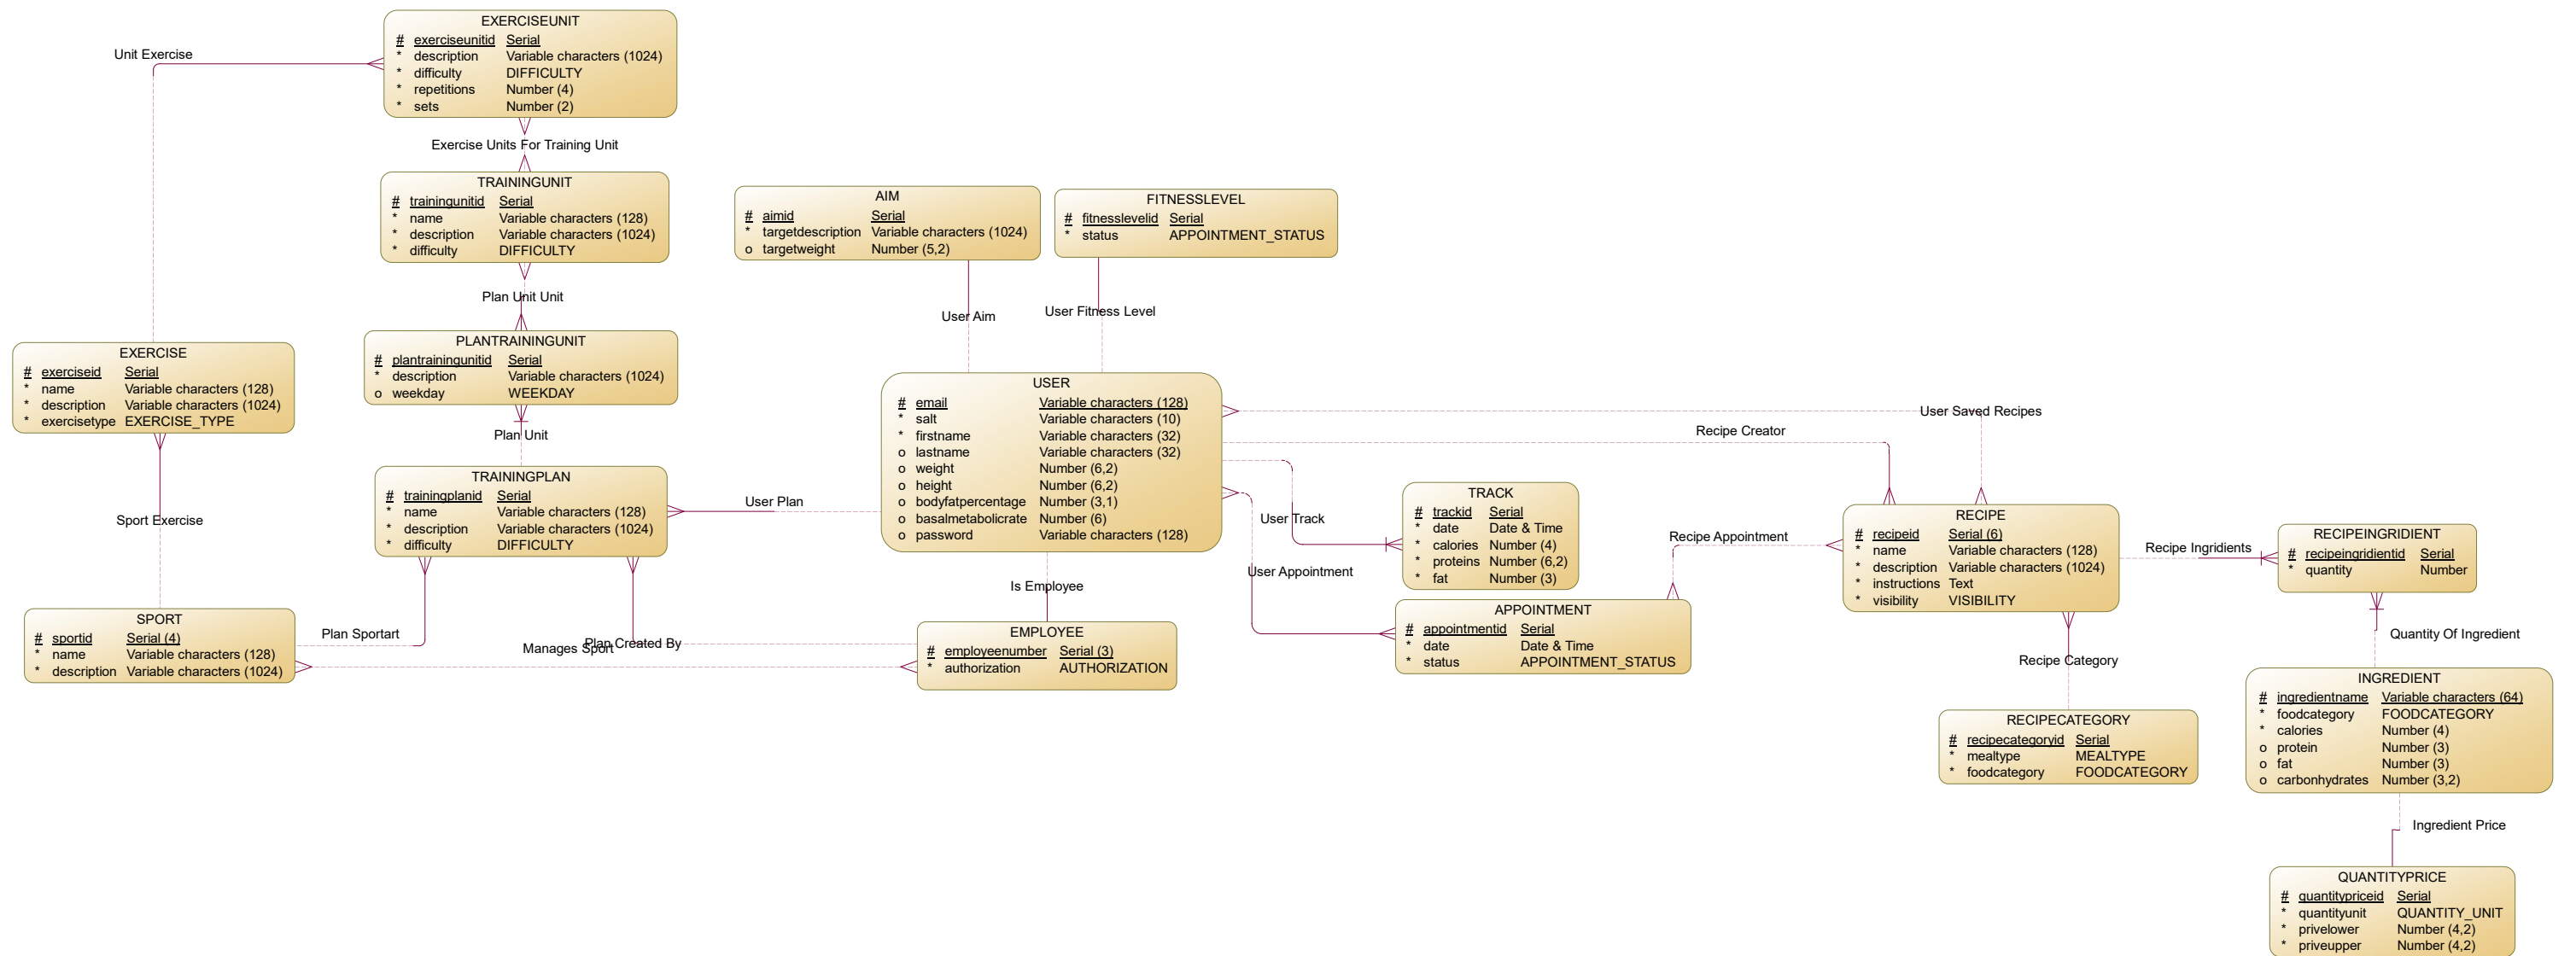 EXERCISEUNIT
# exerciseunitid Serial
* description Variable characters (1024)
* difficulty DIFFICULTY
* repetitions Number (4)
* sets Number (2)
Unit Exercise
Exercise Units For Training Unit
TRAININGUNIT
# trainingunitid Serial
* name Variable characters (128)
* description Variable characters (1024)
* difficulty DIFFICULTY
AIM
# aimid Serial
* targetdescription Variable characters (1024)
o targetweight Number (5,2)
FITNESSLEVEL
# fitnesslevelid Serial
* status APPOINTMENT_STATUS
Plan Unit Unit
User Aim
User Fitness Level
PLANTRAININGUNIT
# plantrainingunitid Serial
* description Variable characters (1024)
o weekday WEEKDAY
EXERCISE
# exerciseid Serial
* name Variable characters (128)
* description Variable characters (1024)
* exercisetype EXERCISE_TYPE
Plan Unit
USER
# email Variable characters (128)
* salt Variable characters (10)
* firstname Variable characters (32)
o lastname Variable characters (32)
o weight Number (6,2)
o height Number (6,2)
o bodyfatpercentage Number (3,1)
o basalmetabolicrate Number (6)
o password Variable characters (128)
User Saved Recipes
Recipe Creator
TRAININGPLAN
# trainingplanid Serial
* name Variable characters (128)
* description Variable characters (1024)
* difficulty DIFFICULTY
User Plan
Sport Exercise
User Track
TRACK
# trackid Serial
* date Date & Time
* calories Number (4)
* proteins Number (6,2)
* fat Number (3)
Recipe Appointment
RECIPE
# recipeid Serial (6)
* name Variable characters (128)
* description Variable characters (1024)
* instructions Text
* visibility VISIBILITY
Recipe Ingridients
RECIPEINGRIDIENT
# recipeingridientid Serial
* quantity Number
User Appointment
Is Employee
SPORT
# sportid Serial (4)
* name Variable characters (128)
* description Variable characters (1024)
Plan Sportart
Plan Created By
Manages Sport
EMPLOYEE
# employeenumber Serial (3)
* authorization AUTHORIZATION
APPOINTMENT
# appointmentid Serial
* date Date & Time
* status APPOINTMENT_STATUS
Quantity Of Ingredient
Recipe Category
INGREDIENT
# ingredientname Variable characters (64)
* foodcategory FOODCATEGORY
* calories Number (4)
o protein Number (3)
o fat Number (3)
o carbonhydrates Number (3,2)
RECIPECATEGORY
# recipecategoryid Serial
* mealtype MEALTYPE
* foodcategory FOODCATEGORY
Ingredient Price
QUANTITYPRICE
# quantitypriceid Serial
* quantityunit QUANTITY_UNIT
* privelower Number (4,2)
* priveupper Number (4,2)